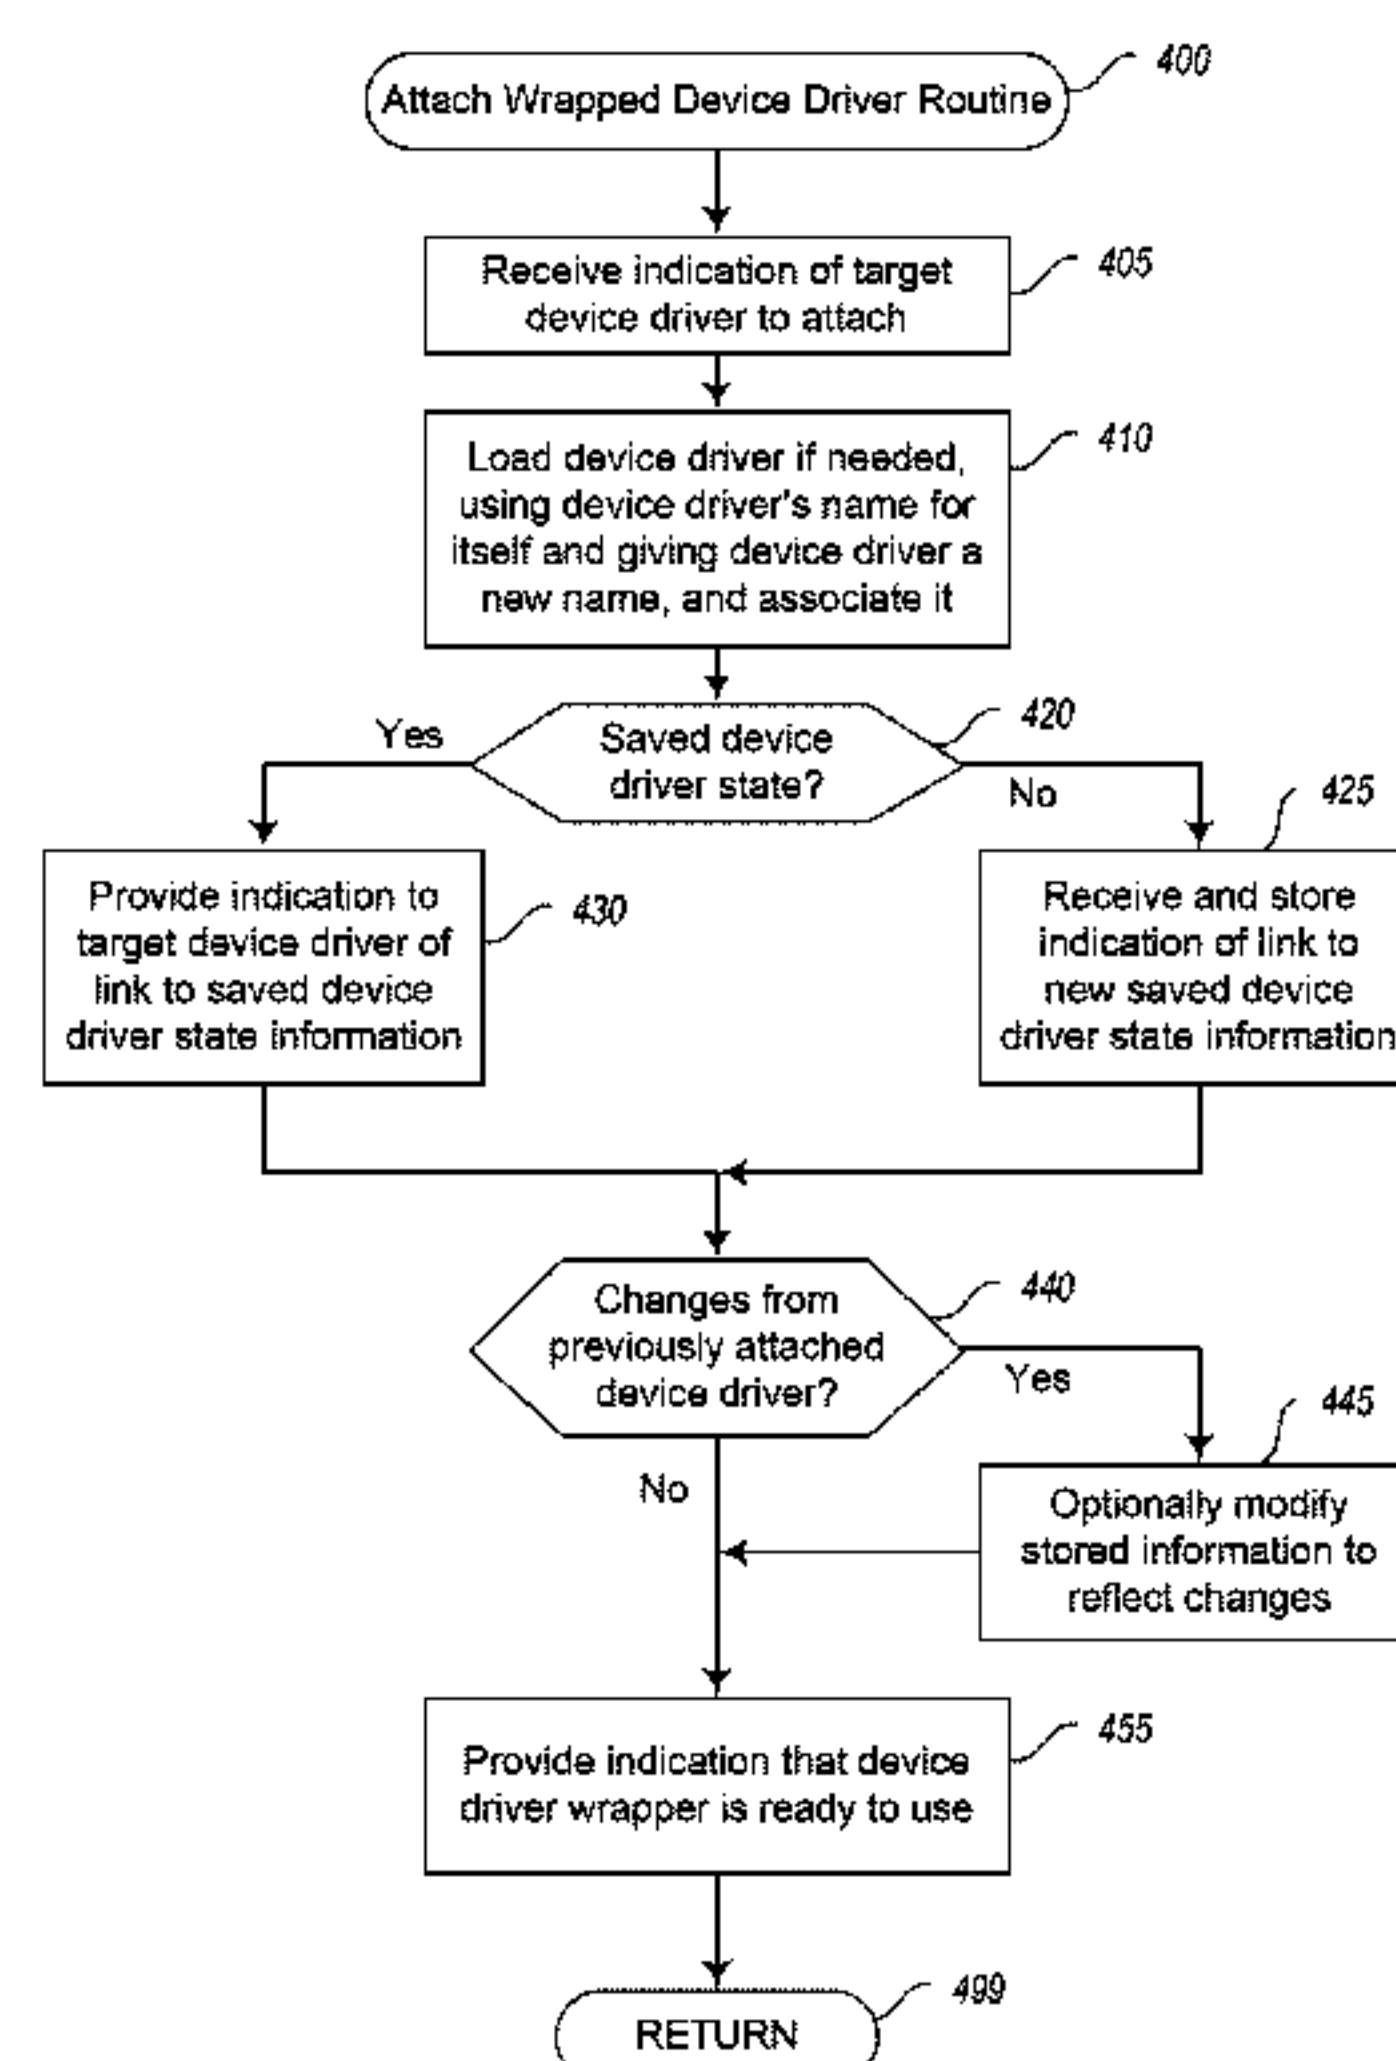 400
Attach Wrapped Device Driver Routine
405
Receive indication of target
device driver to attach
410
Load device driver if needed,
using device driver's name for
itself and giving device driver a
new name, and associate it
420
Yes
Saved device
driver state?
No
425
430
Provide indication to
target device driver of
link to saved device
driver state information
Receive and store
indication of link to
new saved device
driver state information
440
Changes from
previously attached
device driver?
Yes
445
No
Optionally modify
stored information to
reflect changes
455
Provide indication that device
driver wrapper is ready to use
499
RETURN